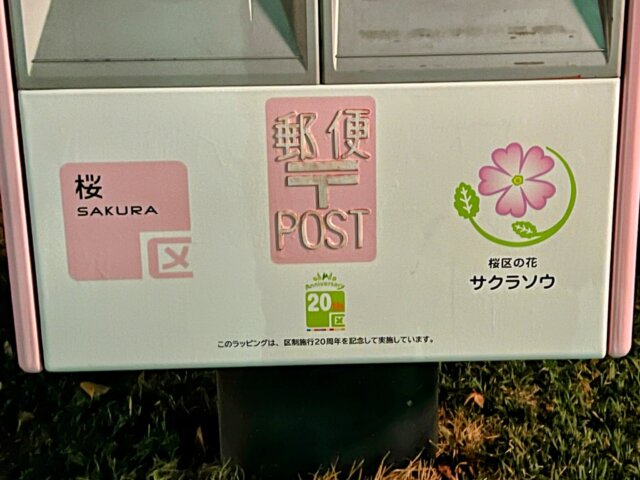 桜
SAKURA
区
郵便
〒
POST
Anniversary
20th
区
桜区の花
サクラソウ
このラッピングは、区制施行20周年を記念して実施しています。